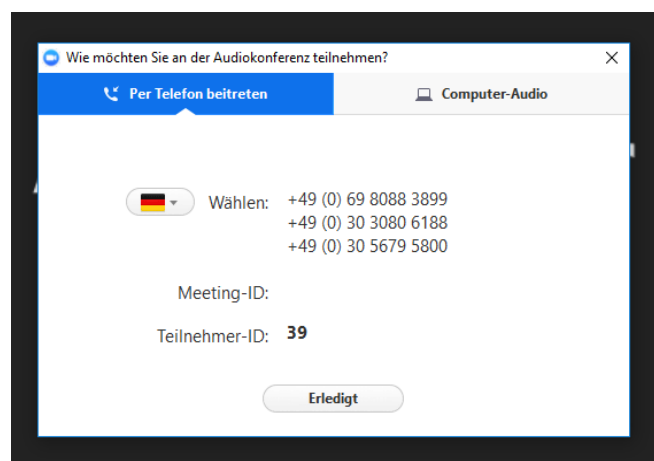 Wie möchten Sie an der Audiokonferenz teilnehmen?
Per Telefon beitreten
Computer-Audio
Wählen: +49 (0) 69 8088 3899
+49 (0) 30 3080 6188
+49 (0) 30 5679 5800
Meeting-ID:
Teilnehmer-ID: 39
Erledigt